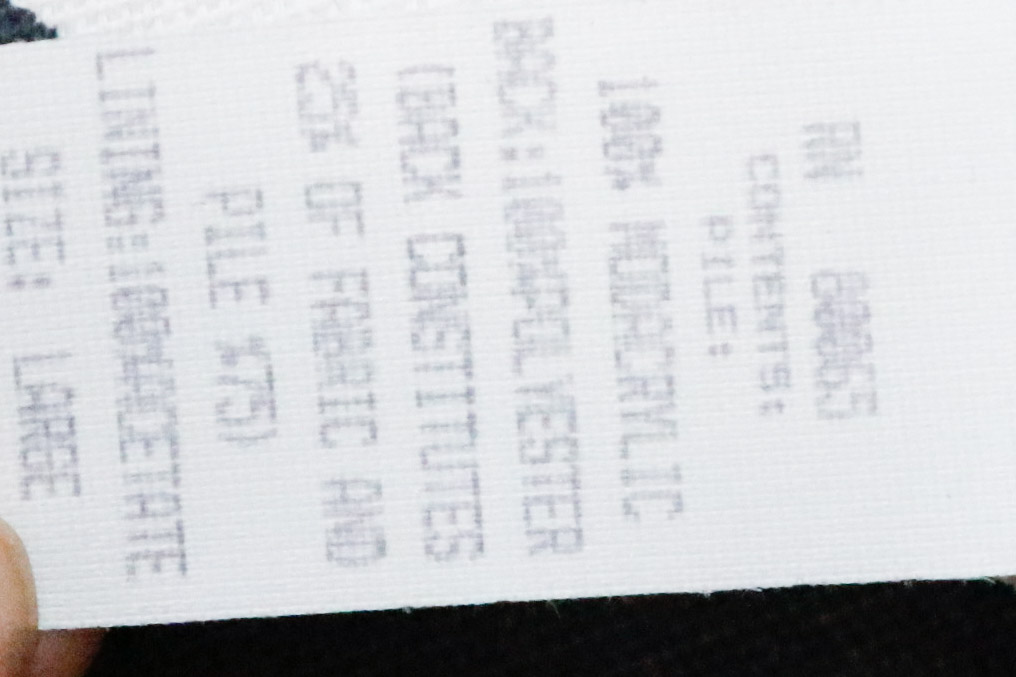 RN
CONTENTS:
PILE:
100% MODACRYLIC
BACK:100%POLYESTER
(BACK CONSTITUTES
25% OF FABRIC AND
PILE %75)
LINING:100%ACETATE
SIZE: LARGE